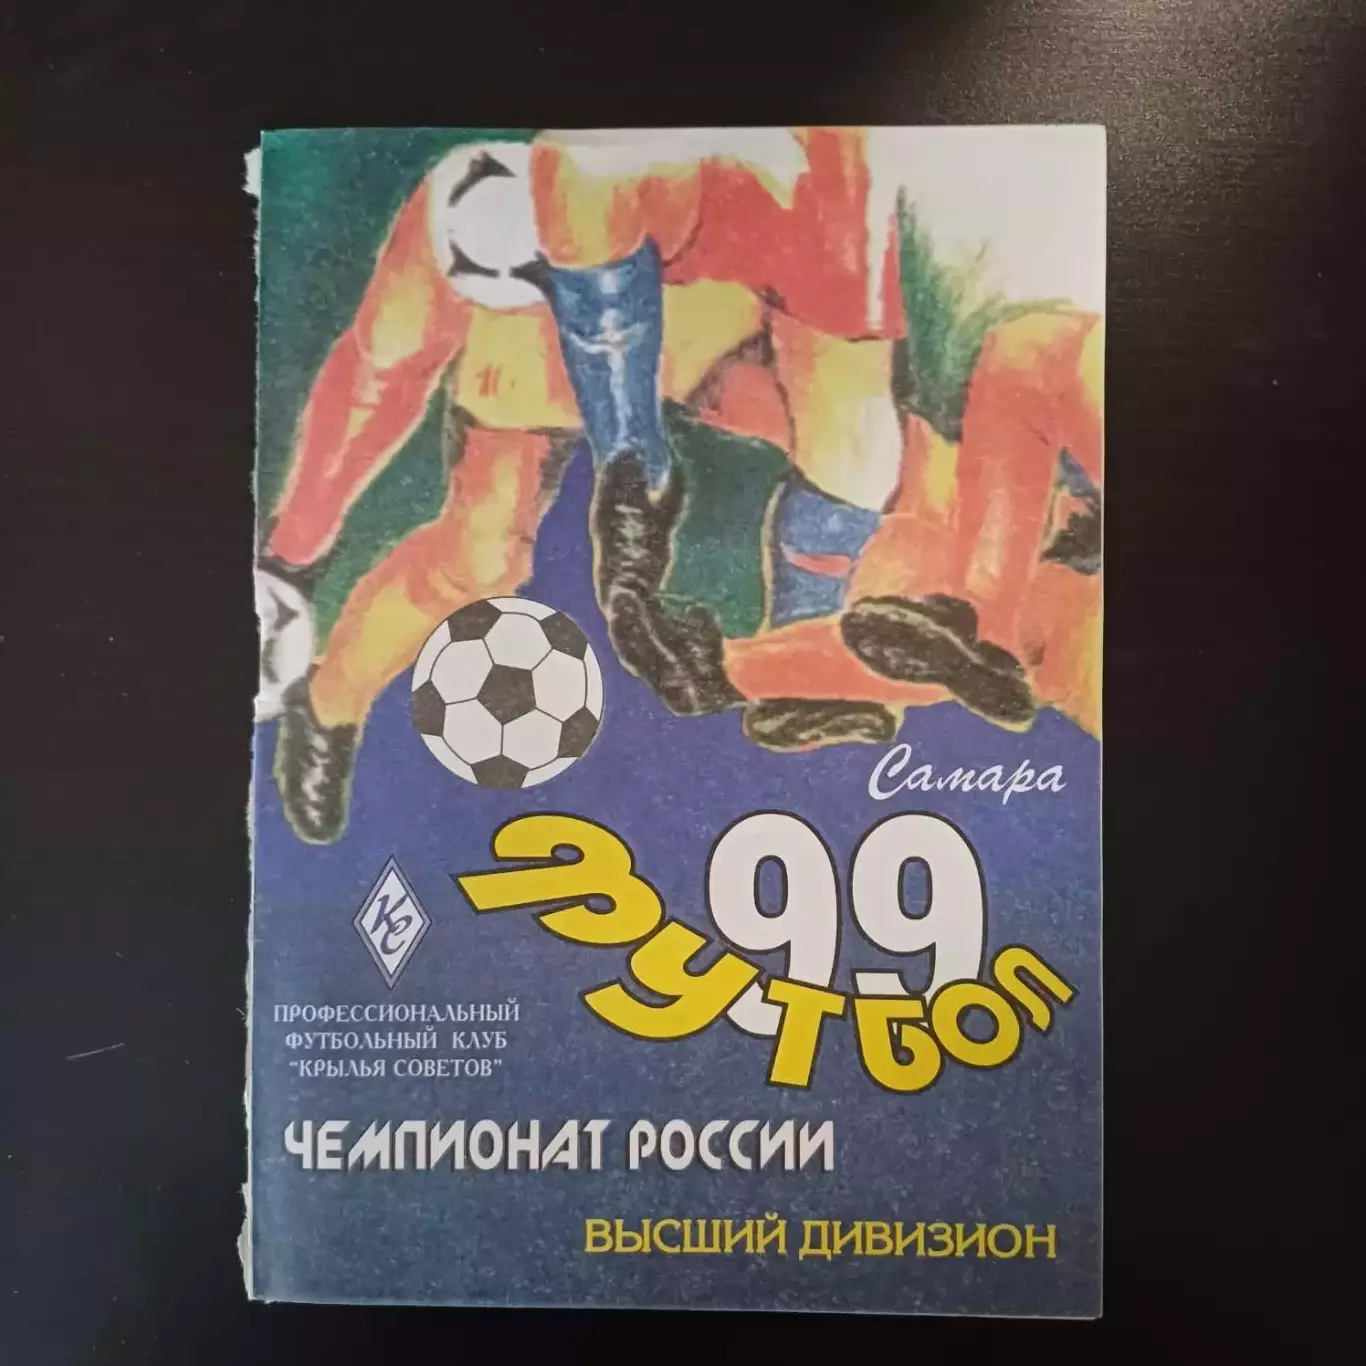 Самара
99
ФУТБОЛ
КС
ПРОФЕССИОНАЛЬНЫЙ
ФУТБОЛЬНЫЙ КЛУБ
"КРЫЛЬЯ СОВЕТОВ"
ЧЕМПИОНАТ РОССИИ
ВЫСШИЙ ДИВИЗИОН